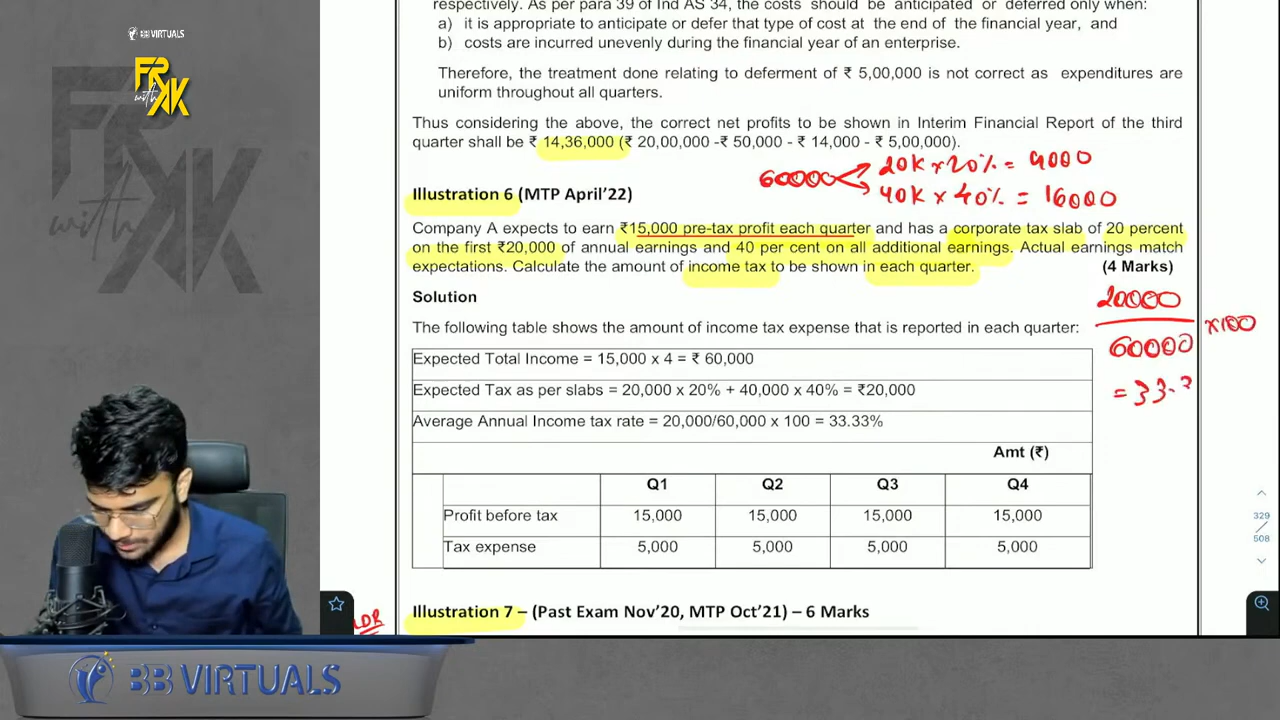 respectively. As per para 39 of Ind AS 34, the costs should be anticipated or deferred only when:
a) it is appropriate to anticipate or defer that type of cost at the end of the financial year, and
b) costs are incurred unevenly during the financial year of an enterprise.
Therefore, the treatment done relating to deferment of ₹ 5,00,000 is not correct as expenditures are
uniform throughout all quarters.
Thus considering the above, the correct net profits to be shown in Interim Financial Report of the third
quarter shall be ₹ 14,36,000 (₹ 20,00,000 -₹ 50,000 - ₹ 14,000 - ₹ 5,00,000).
60000 20K x 20% = 4000
40K x 40% = 16000
Illustration 6 (MTP April'22)
Company A expects to earn ₹15,000 pre-tax profit each quarter and has a corporate tax slab of 20 percent
on the first ₹20,000 of annual earnings and 40 per cent on all additional earnings. Actual earnings match
expectations. Calculate the amount of income tax to be shown in each quarter. (4 Marks)
Solution
The following table shows the amount of income tax expense that is reported in each quarter:
20000
60000 x100
= 33.3
Expected Total Income = 15,000 x 4 = ₹ 60,000
Expected Tax as per slabs = 20,000 x 20% + 40,000 x 40% = ₹20,000
Average Annual Income tax rate = 20,000/60,000 x 100 = 33.33%
Amt (₹)
Q1 Q2 Q3 Q4
Profit before tax 15,000 15,000 15,000 15,000
Tax expense 5,000 5,000 5,000 5,000
Illustration 7 – (Past Exam Nov'20, MTP Oct'21) – 6 Marks
BB VIRTUALS
FR
with
AK
FR
with
AK
329
508
BB VIRTUALS